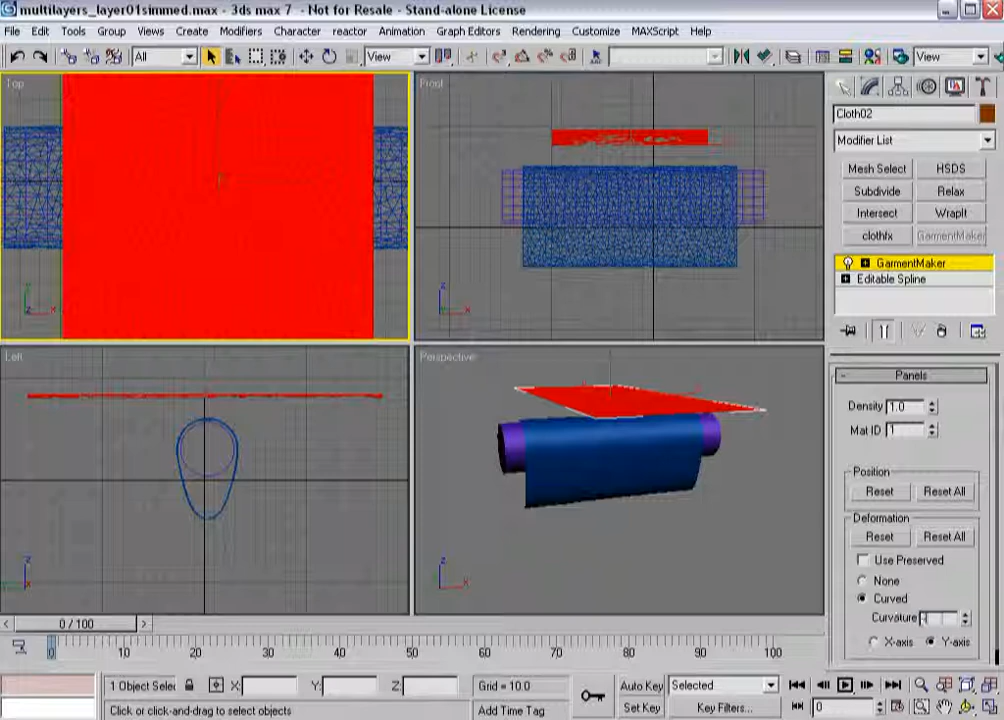 multilayers_layer01simmed.max - 3ds max 7 - Not for Resale - Stand-alone License
File Edit Tools Group Views Create Modifiers Character reactor Animation Graph Editors Rendering Customize MAXScript Help
All View View
Top
Front
Left
Perspective
Cloth02
Modifier List
Mesh Select HSDS
Subdivide Relax
Intersect WrapIt
clothfx GarmentMaker
GarmentMaker
Editable Spline
Panels
Density 1.0
Mat ID 1
Position
Reset Reset All
Deformation
Reset Reset All
Use Preserved
None
Curved
Curvature
X-axis Y-axis
0 / 100
0 10 20 30 40 50 60 70 80 90 100
1 Object Selec X: Y: Z: Grid = 10.0 Auto Key Selected
Click or click-and-drag to select objects Add Time Tag Set Key Key Filters... 0